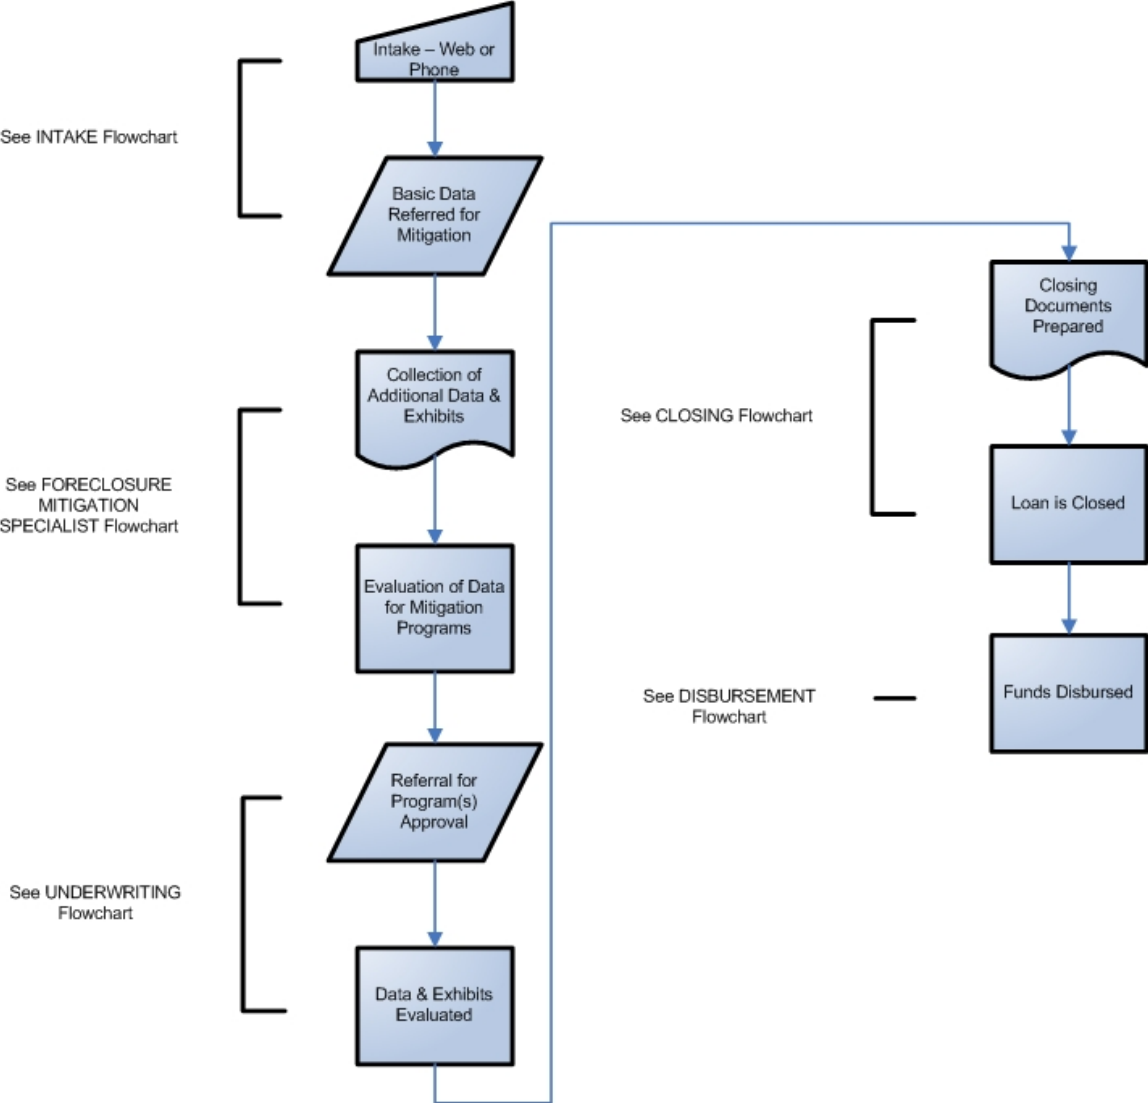 Intake – Web or
Phone
See INTAKE Flowchart
Basic Data
Referred for
Mitigation
Collection of
Additional Data &
Exhibits
See FORECLOSURE
MITIGATION
SPECIALIST Flowchart
Evaluation of Data
for Mitigation
Programs
Referral for
Program(s)
Approval
See UNDERWRITING
Flowchart
Data & Exhibits
Evaluated
Closing
Documents
Prepared
See CLOSING Flowchart
Loan is Closed
See DISBURSEMENT
Flowchart
Funds Disbursed